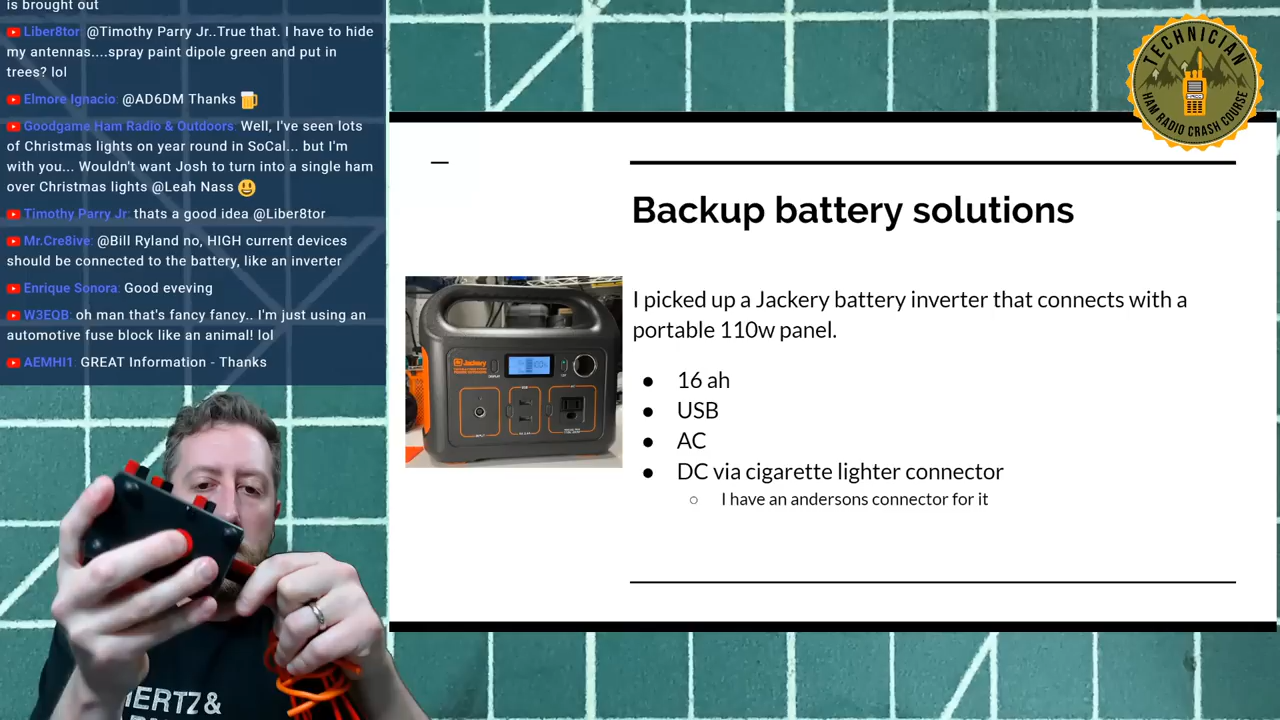 is brought out
Liber8tor: @Timothy Parry Jr..True that. I have to hide
my antennas....spray paint dipole green and put in
trees? lol
Elmore Ignacio: @AD6DM Thanks
Goodgame Ham Radio & Outdoors: Well, I've seen lots
of Christmas lights on year round in SoCal... but I'm
with you... Wouldn't want Josh to turn into a single ham
over Christmas lights @Leah Nass
Timothy Parry Jr: thats a good idea @Liber8tor
Mr.Cre8ive: @Bill Ryland no, HIGH current devices
should be connected to the battery, like an inverter
Enrique Sonora: Good eveving
W3EQB: oh man that's fancy fancy.. I'm just using an
automotive fuse block like an animal! lol
AEMHI1: GREAT Information - Thanks
TECHNICIAN
HAM RADIO CRASH COURSE
Backup battery solutions
I picked up a Jackery battery inverter that connects with a
portable 110w panel.
● 16 ah
● USB
● AC
● DC via cigarette lighter connector
○ I have an andersons connector for it
Jackery
HERTZ &